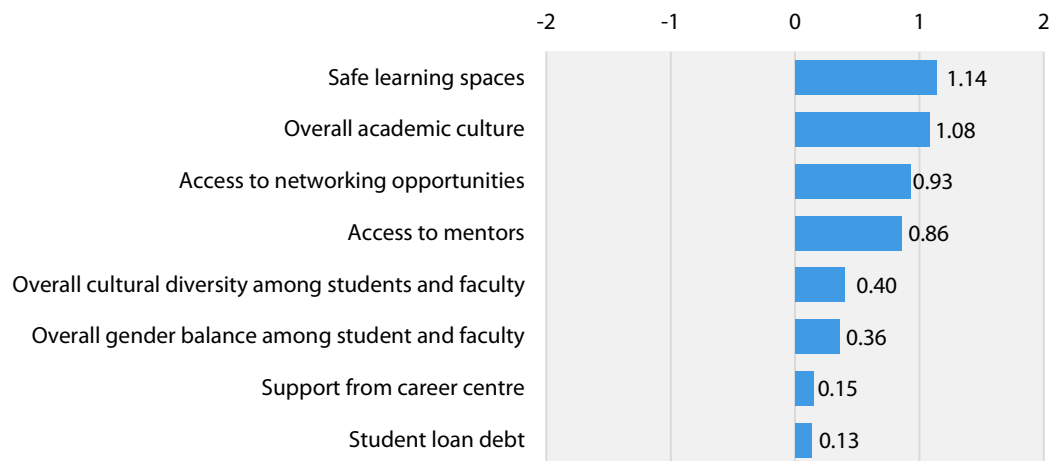 -2 -1 0 1 2
Safe learning spaces 1.14
Overall academic culture 1.08
Access to networking opportunities 0.93
Access to mentors 0.86
Overall cultural diversity among students and faculty 0.40
Overall gender balance among student and faculty 0.36
Support from career centre 0.15
Student loan debt 0.13